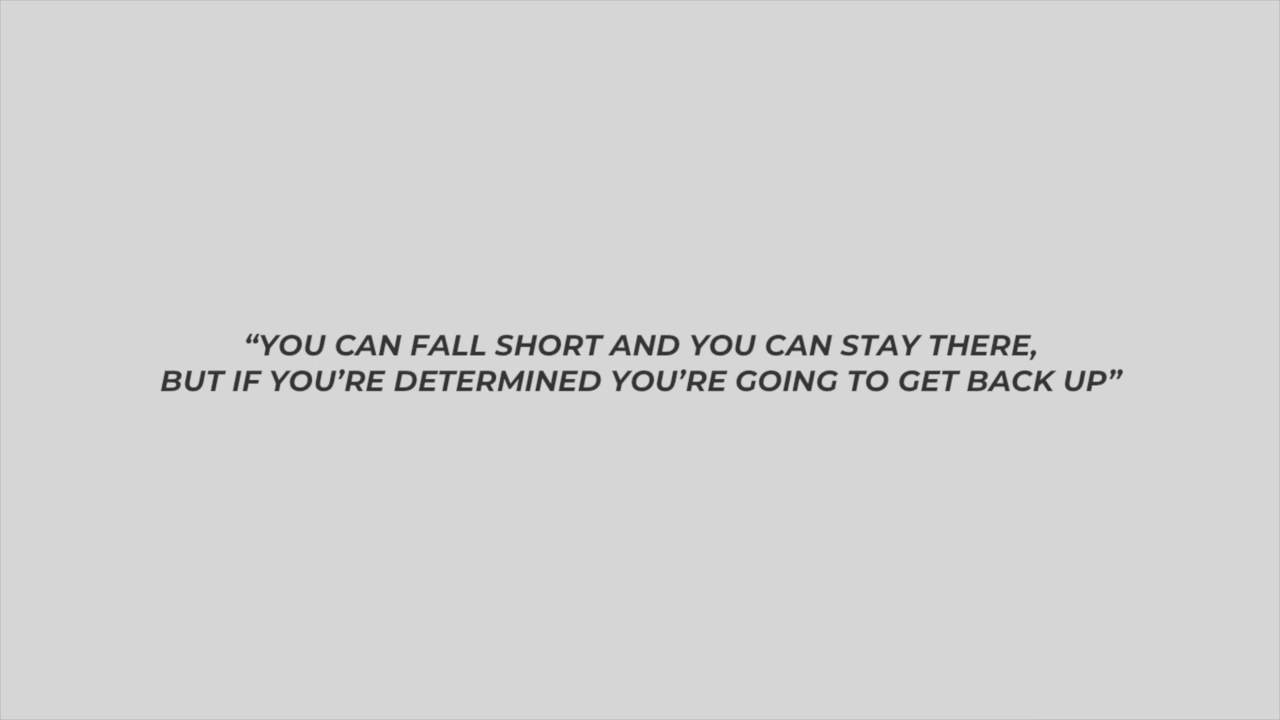 “YOU CAN FALL SHORT AND YOU CAN STAY THERE,
BUT IF YOU’RE DETERMINED YOU’RE GOING TO GET BACK UP”